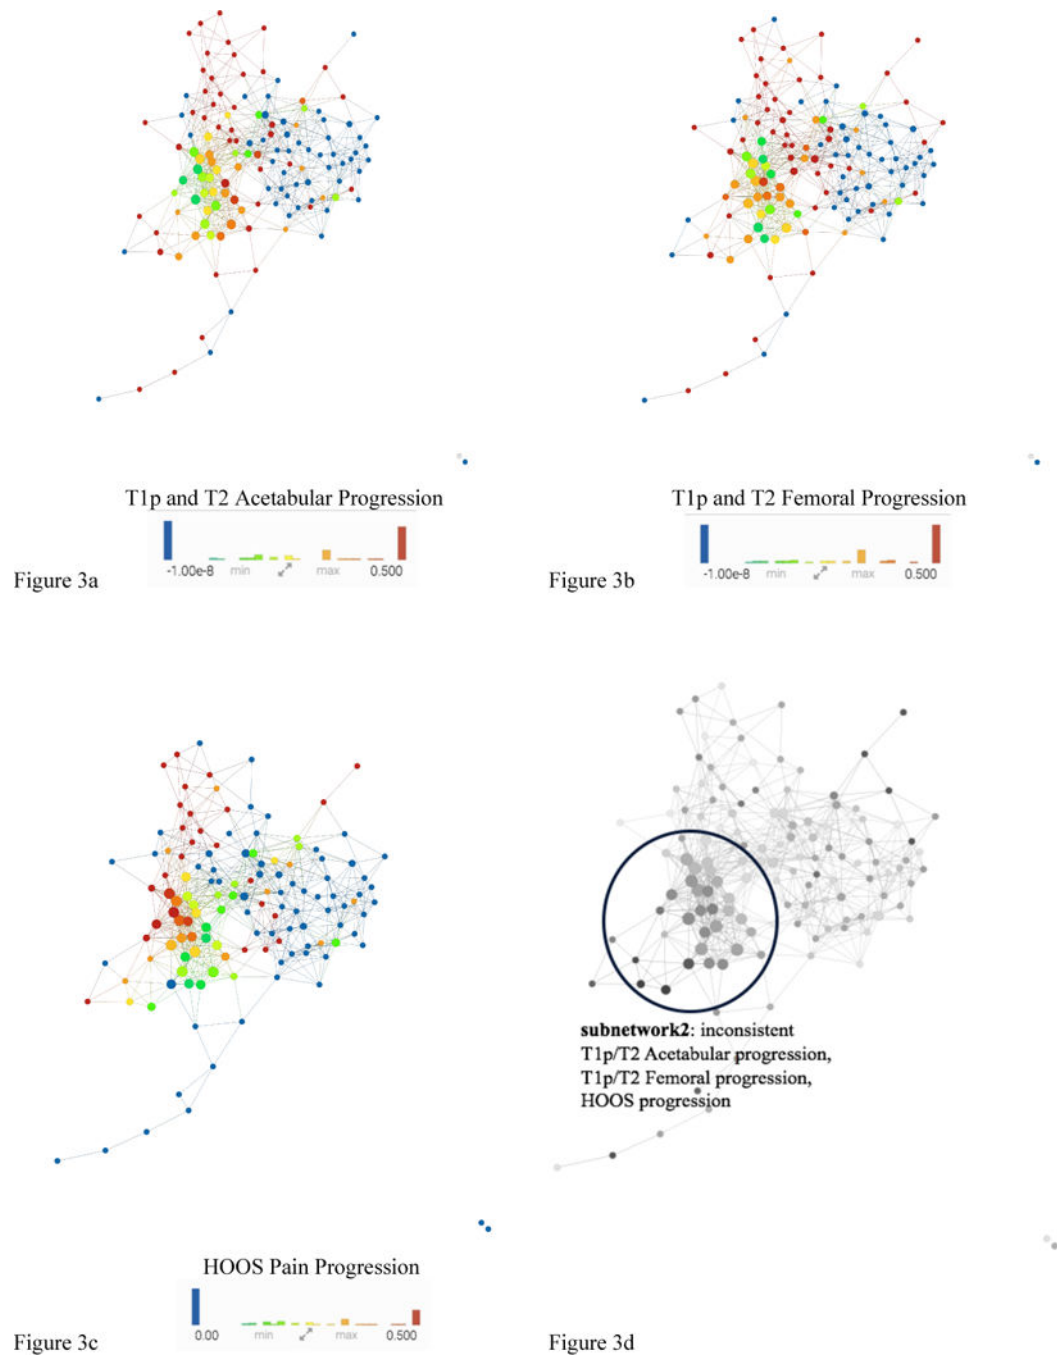 T1p and T2 Acetabular Progression
-1.00e-8 min max 0.500
Figure 3a
T1p and T2 Femoral Progression
-1.00e-8 min max 0.500
Figure 3b
subnetwork2: inconsistent
T1p/T2 Acetabular progression,
T1p/T2 Femoral progression,
HOOS progression
HOOS Pain Progression
0.00 min max 0.500
Figure 3c
Figure 3d